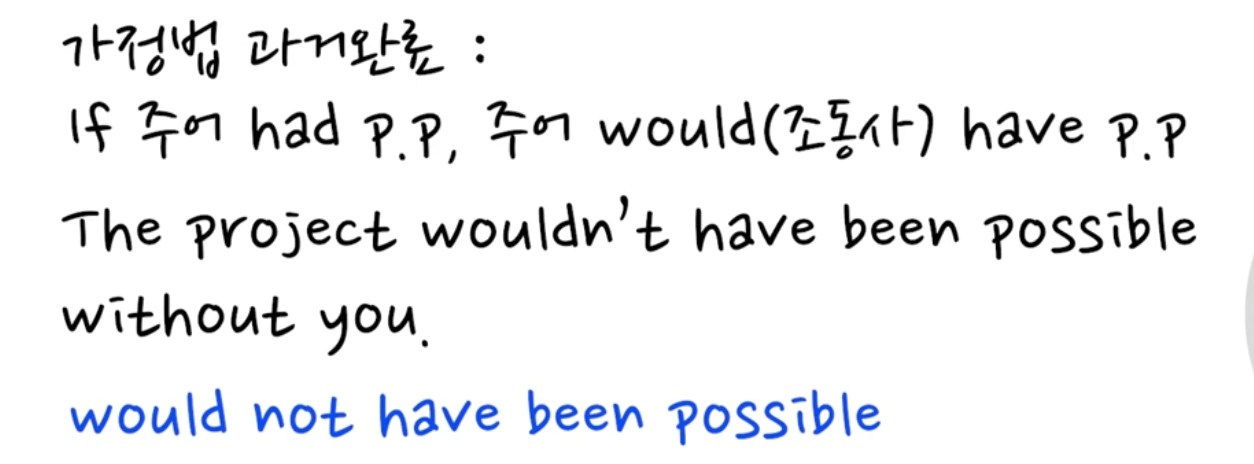 가정법 과거완료 :
If 주어 had P.P, 주어 would(조동사) have P.P
The project wouldn't have been possible
without you.
would not have been possible